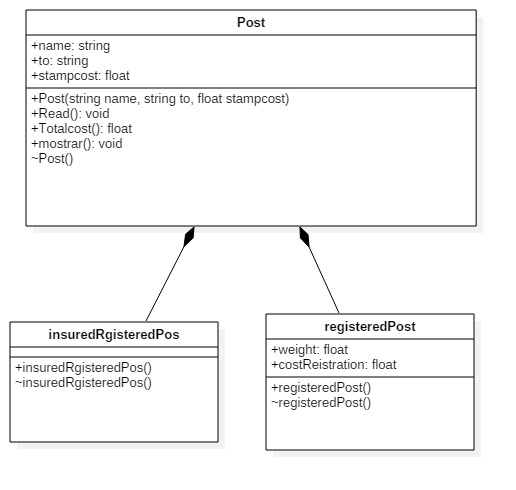 Post
+name: string
+to: string
+stampcost: float
+Post(string name, string to, float stampcost)
+Read(): void
+Totalcost(): float
+mostrar(): void
~Post()
insuredRgisteredPos
+insuredRgisteredPos()
~insuredRgisteredPos()
registeredPost
+weight: float
+costReistration: float
+registeredPost()
~registeredPost()